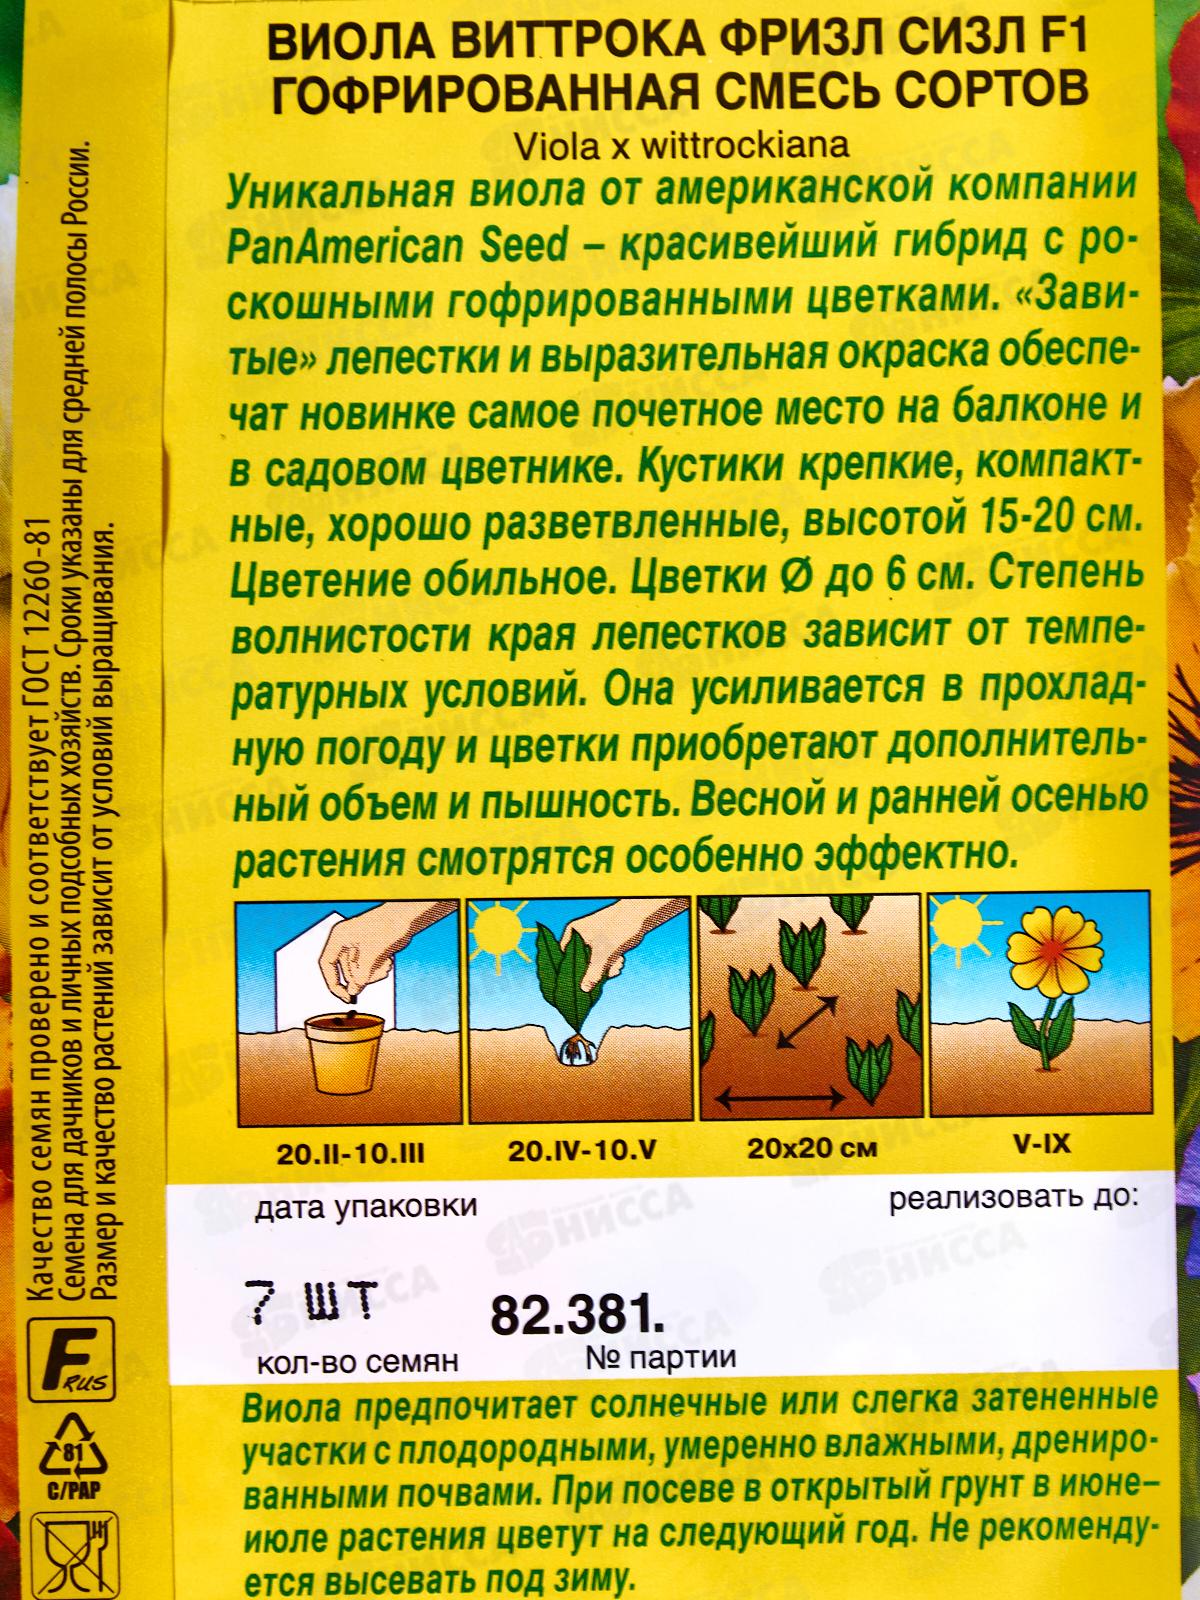 ВИОЛА ВИТТРОКА ФРИЗЛ СИЗЛ F1
ГОФРИРОВАННАЯ СМЕСЬ СОРТОВ
Viola x wittrockiana
Уникальная виола от американской компании
PanAmerican Seed – красивейший гибрид с ро-
скошными гофрированными цветками. «Зави-
тые» лепестки и выразительная окраска обеспе-
чат новинке самое почетное место на балконе и
в садовом цветнике. Кустики крепкие, компакт-
ные, хорошо разветвленные, высотой 15-20 см.
Цветение обильное. Цветки Ø до 6 см. Степень
волнистости края лепестков зависит от темпе-
ратурных условий. Она усиливается в прохлад-
ную погоду и цветки приобретают дополнитель-
ный объем и пышность. Весной и ранней осенью
растения смотрятся особенно эффектно.
20.II-10.III 20.IV-10.V 20x20 см V-IX
дата упаковки реализовать до:
7 шт 82.381.
кол-во семян № партии
Виола предпочитает солнечные или слегка затененные
участки с плодородными, умеренно влажными, дрениро-
ванными почвами. При посеве в открытый грунт в июне–
июле растения цветут на следующий год. Не рекоменду-
ется высевать под зиму.
Качество семян проверено и соответствует ГОСТ 12260-81
Семена для дачников и личных подсобных хозяйств. Сроки указаны для средней полосы России.
Размер и качество растений зависит от условий выращивания.
F RUS
81
C/PAP
НИССА